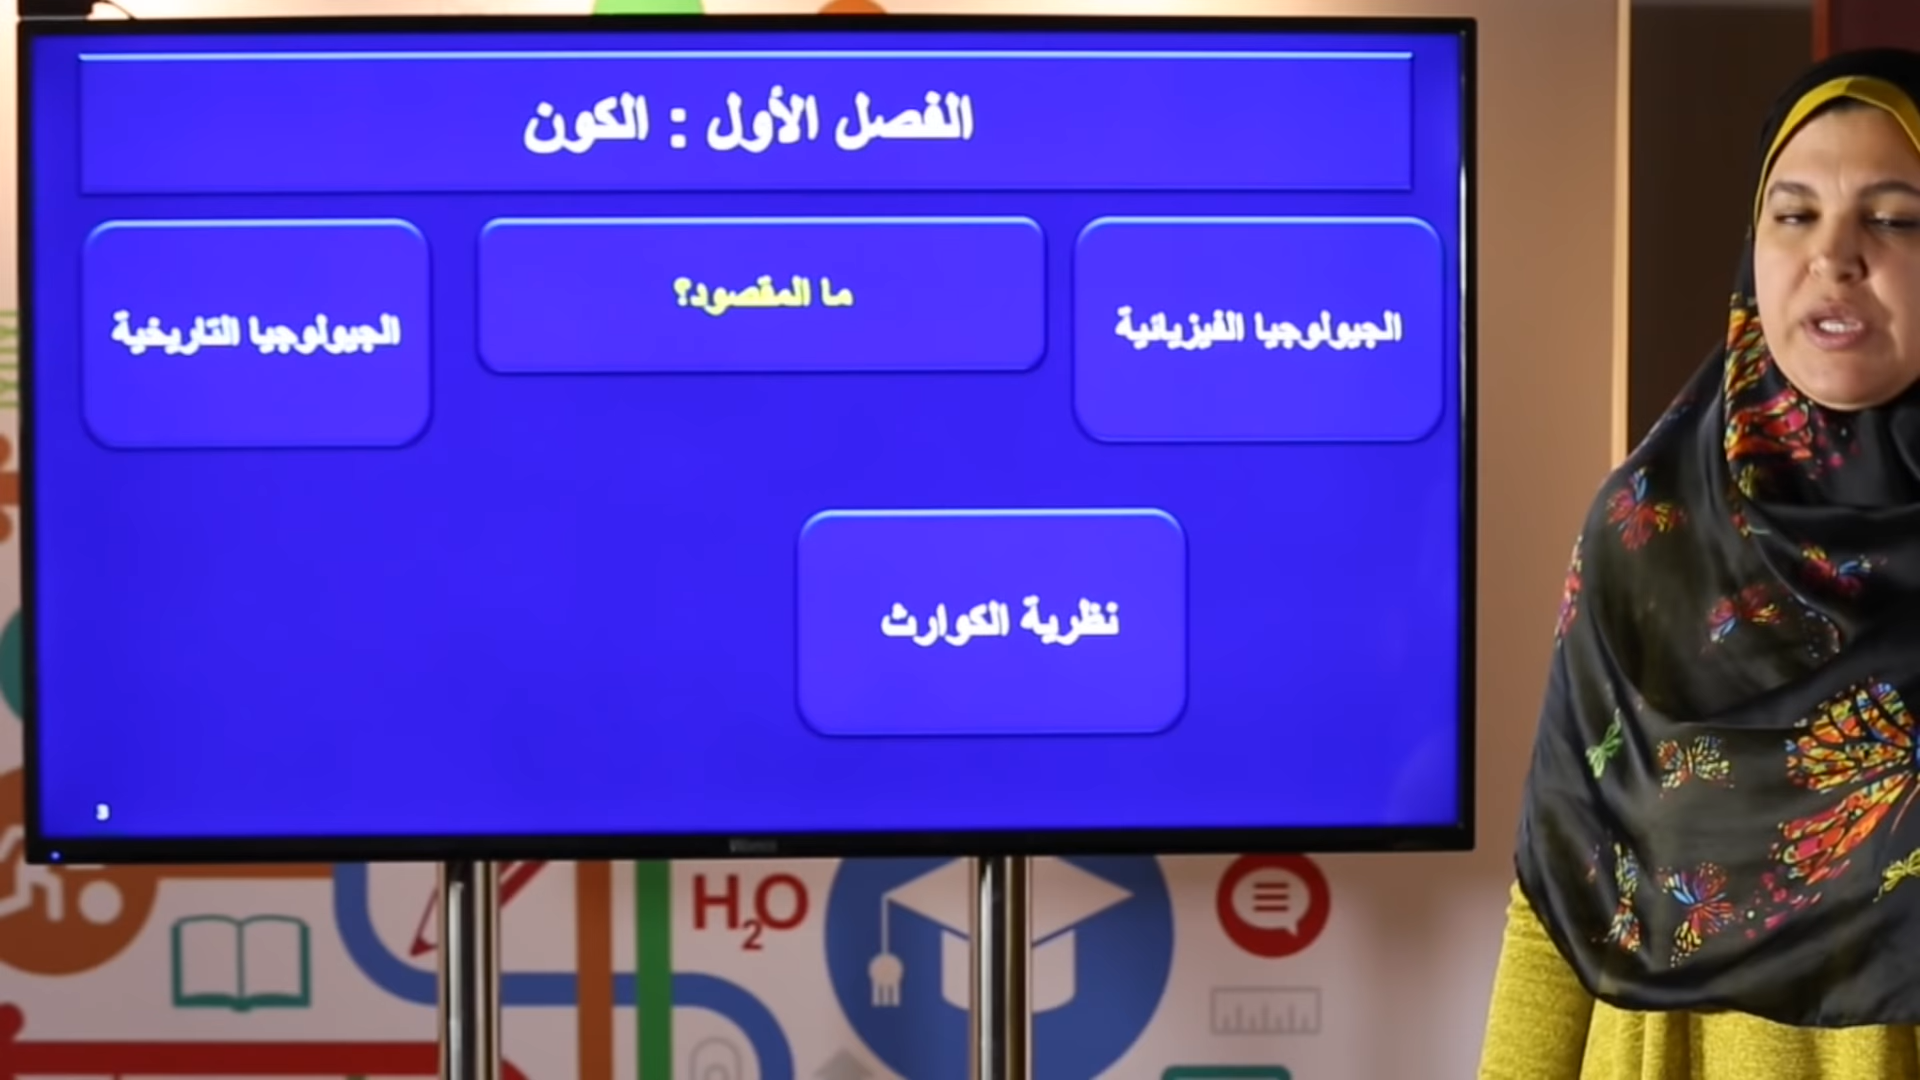 الفصل الأول : الكون
الجيولوجيا الفيزيائية
ما المقصود؟
الجيولوجيا التاريخية
نظرية الكوارث
3
H2O